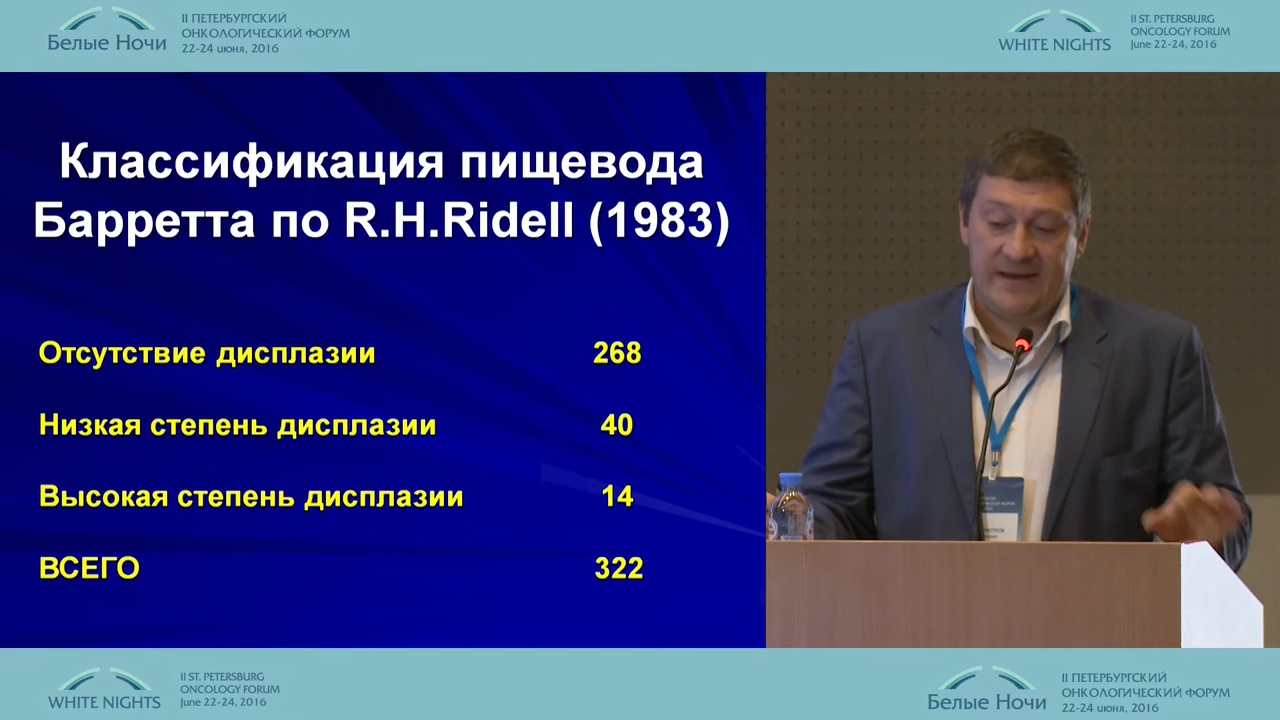 Белые Ночи
II ПЕТЕРБУРГСКИЙ
ОНКОЛОГИЧЕСКИЙ ФОРУМ
22-24 июня, 2016
WHITE NIGHTS
II ST. PETERSBURG
ONCOLOGY FORUM
June 22-24, 2016
Классификация пищевода
Барретта по R.H.Ridell (1983)
Отсутствие дисплазии 268
Низкая степень дисплазии 40
Высокая степень дисплазии 14
ВСЕГО 322
WHITE NIGHTS
II ST. PETERSBURG
ONCOLOGY FORUM
June 22-24, 2016
Белые Ночи
II ПЕТЕРБУРГСКИЙ
ОНКОЛОГИЧЕСКИЙ ФОРУМ
22-24 июня, 2016